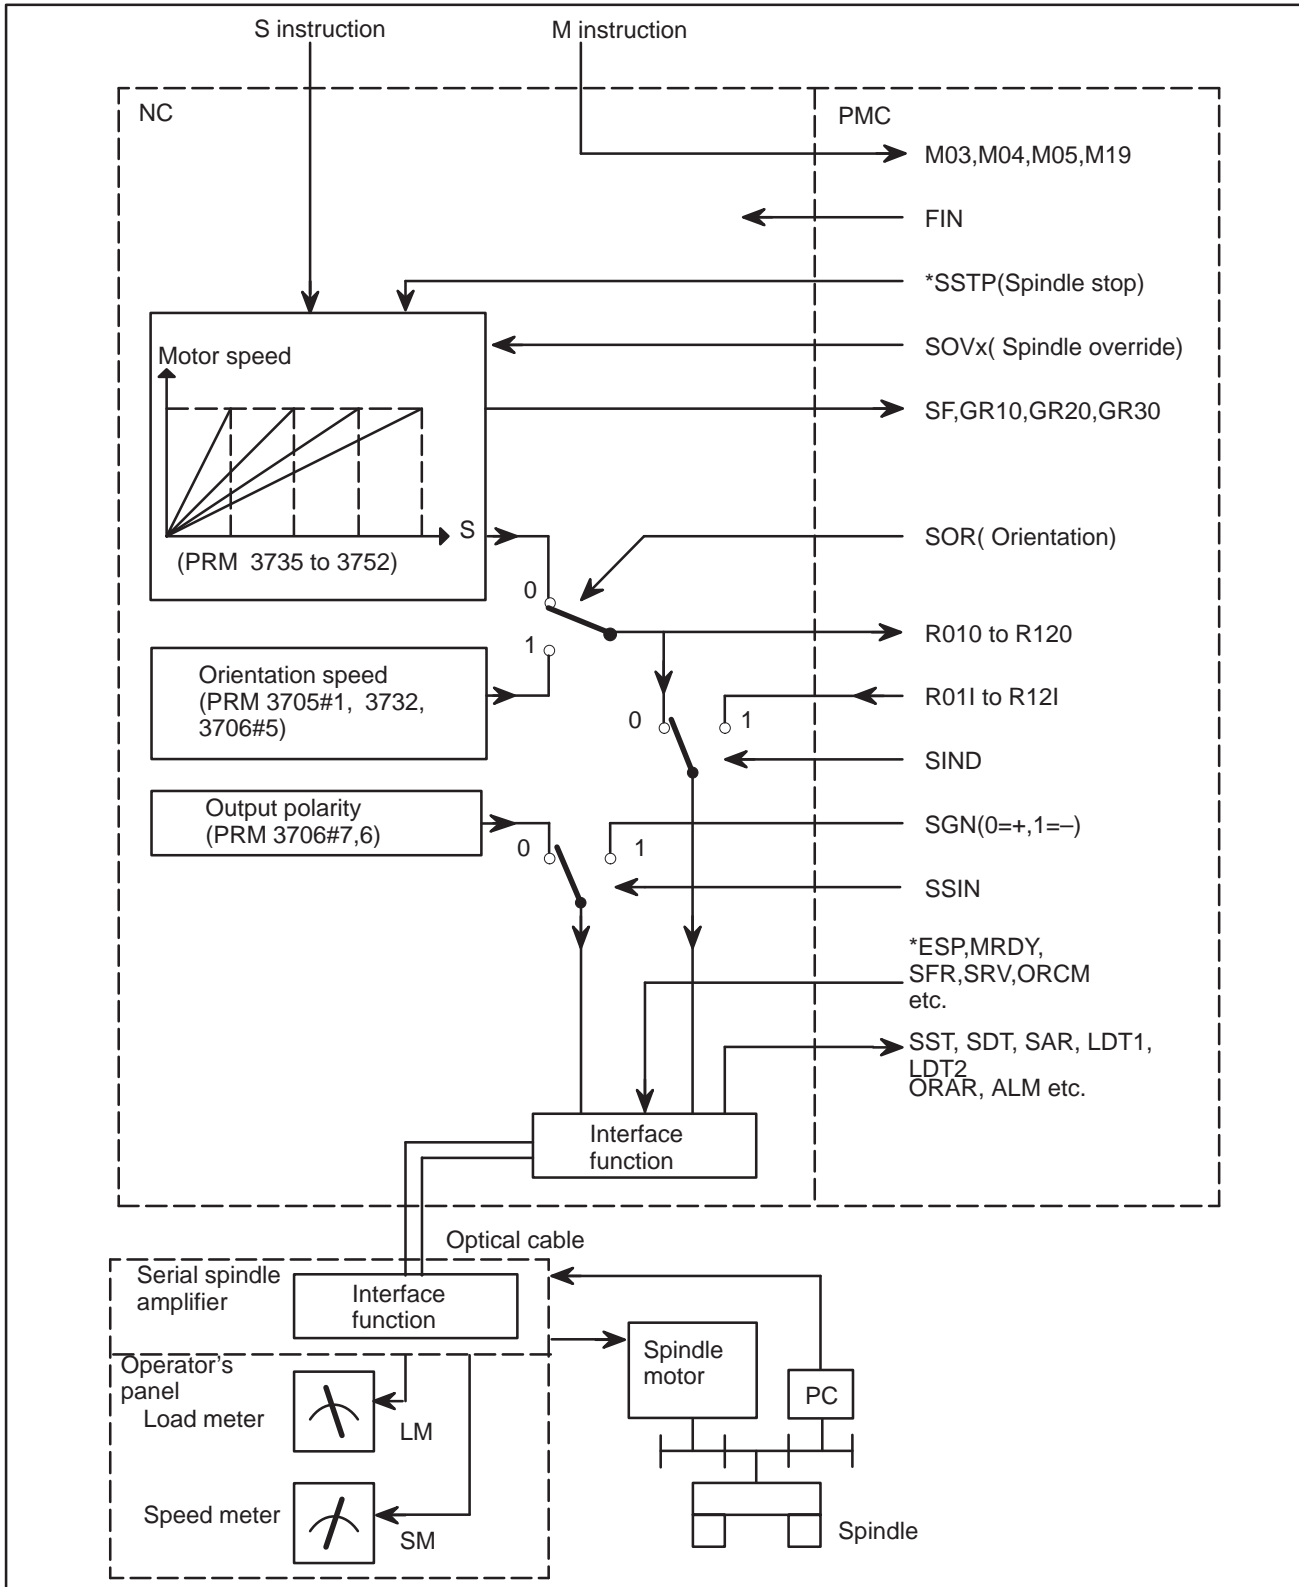 S instruction
M instruction
NC
PMC
M03,M04,M05,M19
FIN
*SSTP(Spindle stop)
Motor speed
SOVx( Spindle override)
SF,GR10,GR20,GR30
S
(PRM 3735 to 3752)
SOR( Orientation)
0
1
R010 to R120
Orientation speed
(PRM 3705#1, 3732,
3706#5)
R01I to R12I
0
1
SIND
Output polarity
(PRM 3706#7,6)
SGN(0=+,1=–)
0
1
SSIN
*ESP,MRDY,
SFR,SRV,ORCM
etc.
SST, SDT, SAR, LDT1,
LDT2
ORAR, ALM etc.
Interface
function
Optical cable
Serial spindle
amplifier
Interface
function
Operator's
panel
Load meter
LM
Spindle
motor
PC
Speed meter
SM
Spindle